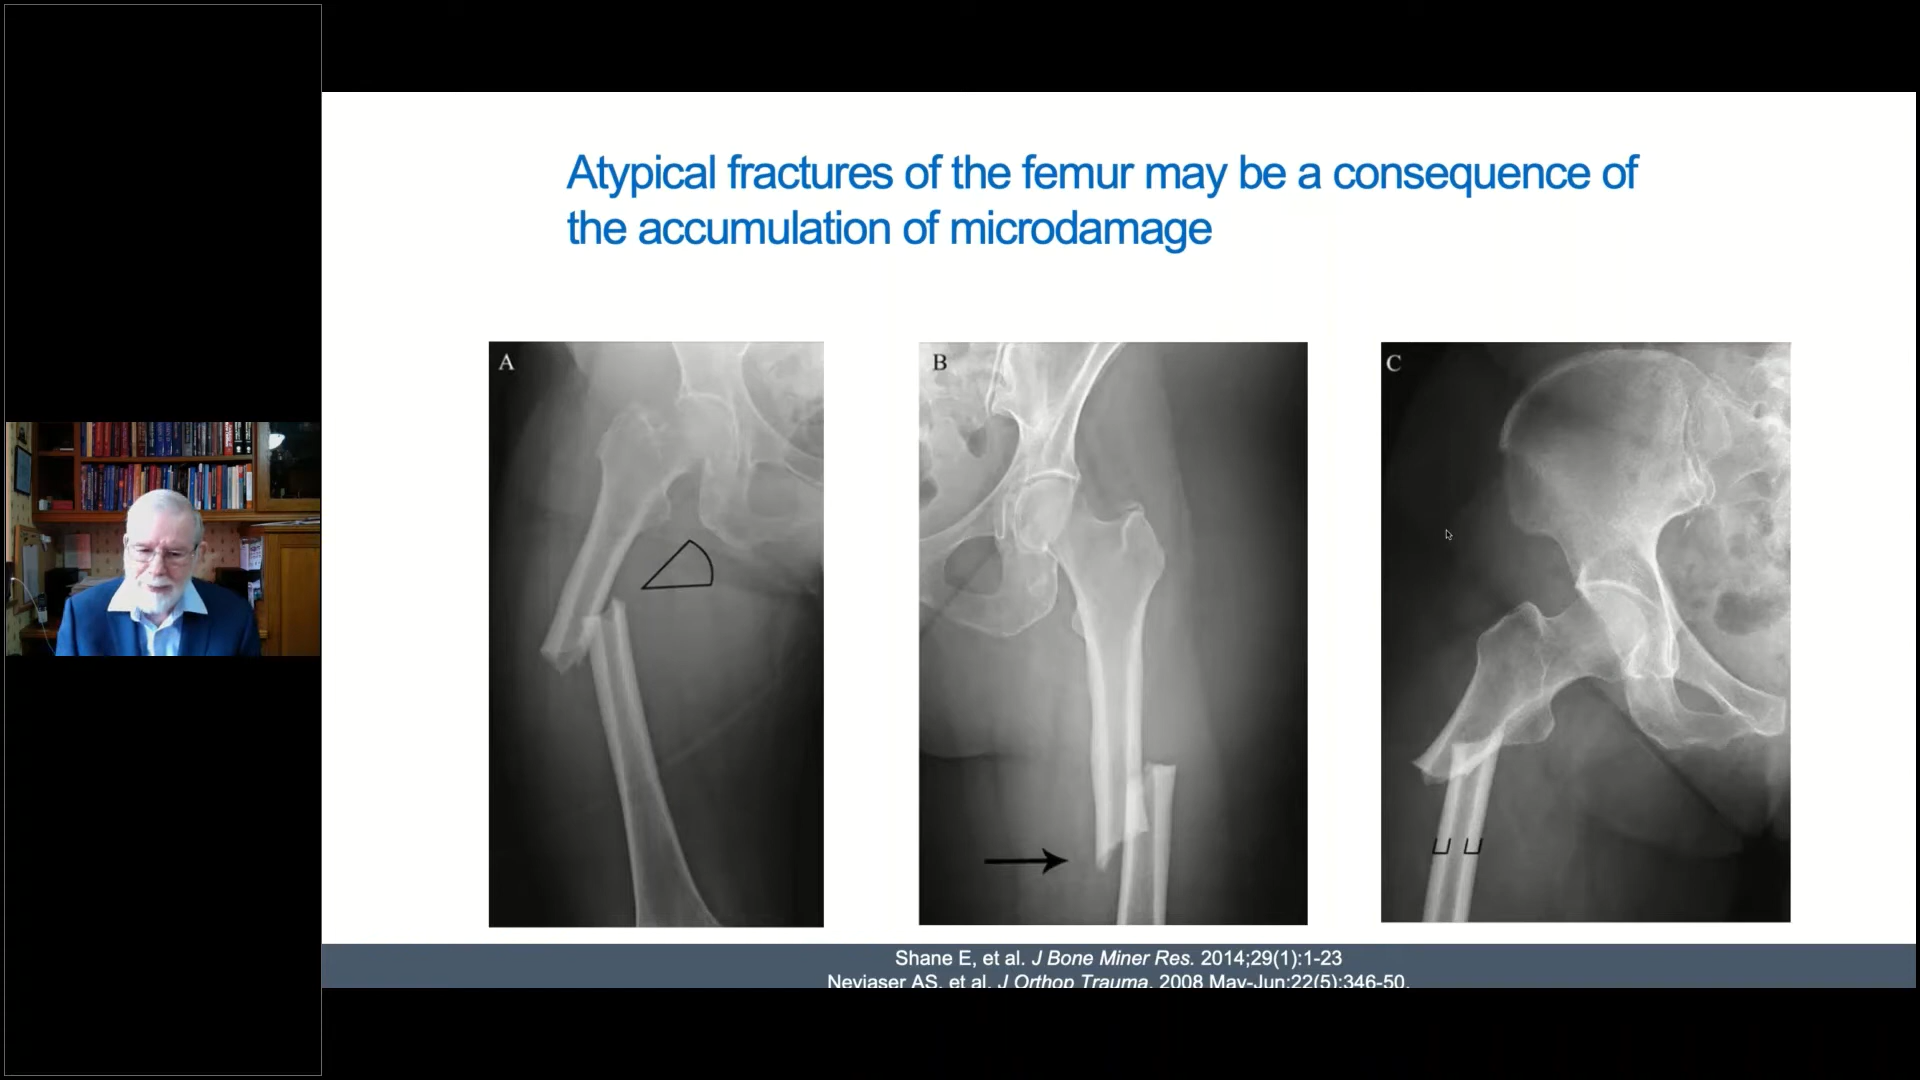 Atypical fractures of the femur may be a consequence of
the accumulation of microdamage
A
B
C
Shane E, et al. J Bone Miner Res. 2014;29(1):1-23
Neviaser AS, et al. J Orthop Trauma. 2008 May-Jun;22(5):346-50.